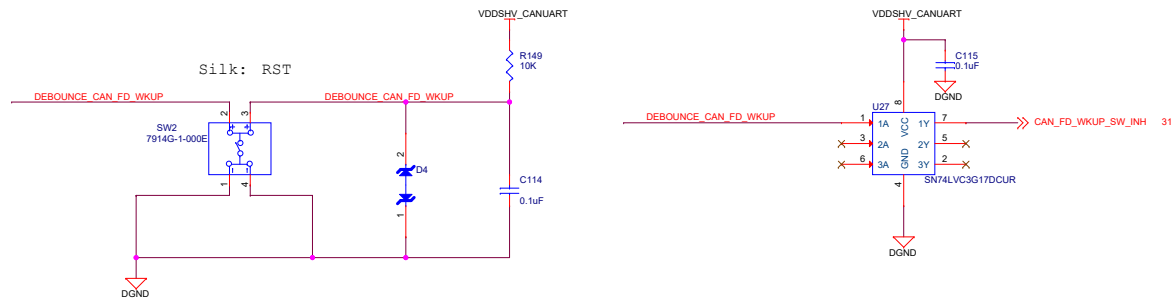 VDDSHV_CANUART
VDDSHV_CANUART
R149
10K
C115
0.1uF
Silk: RST
DGND
DEBOUNCE_CAN_FD_WKUP
DEBOUNCE_CAN_FD_WKUP
2
3
8
U27
DEBOUNCE_CAN_FD_WKUP
1
1A
VCC
1Y
7
CAN_FD_WKUP_SW_INH
31
SW2
7914G-1-000E
3
2A
2Y
5
6
3A
GND
3Y
2
2
D4
SN74LVC3G17DCUR
1
4
C114
0.1uF
4
1
DGND
DGND